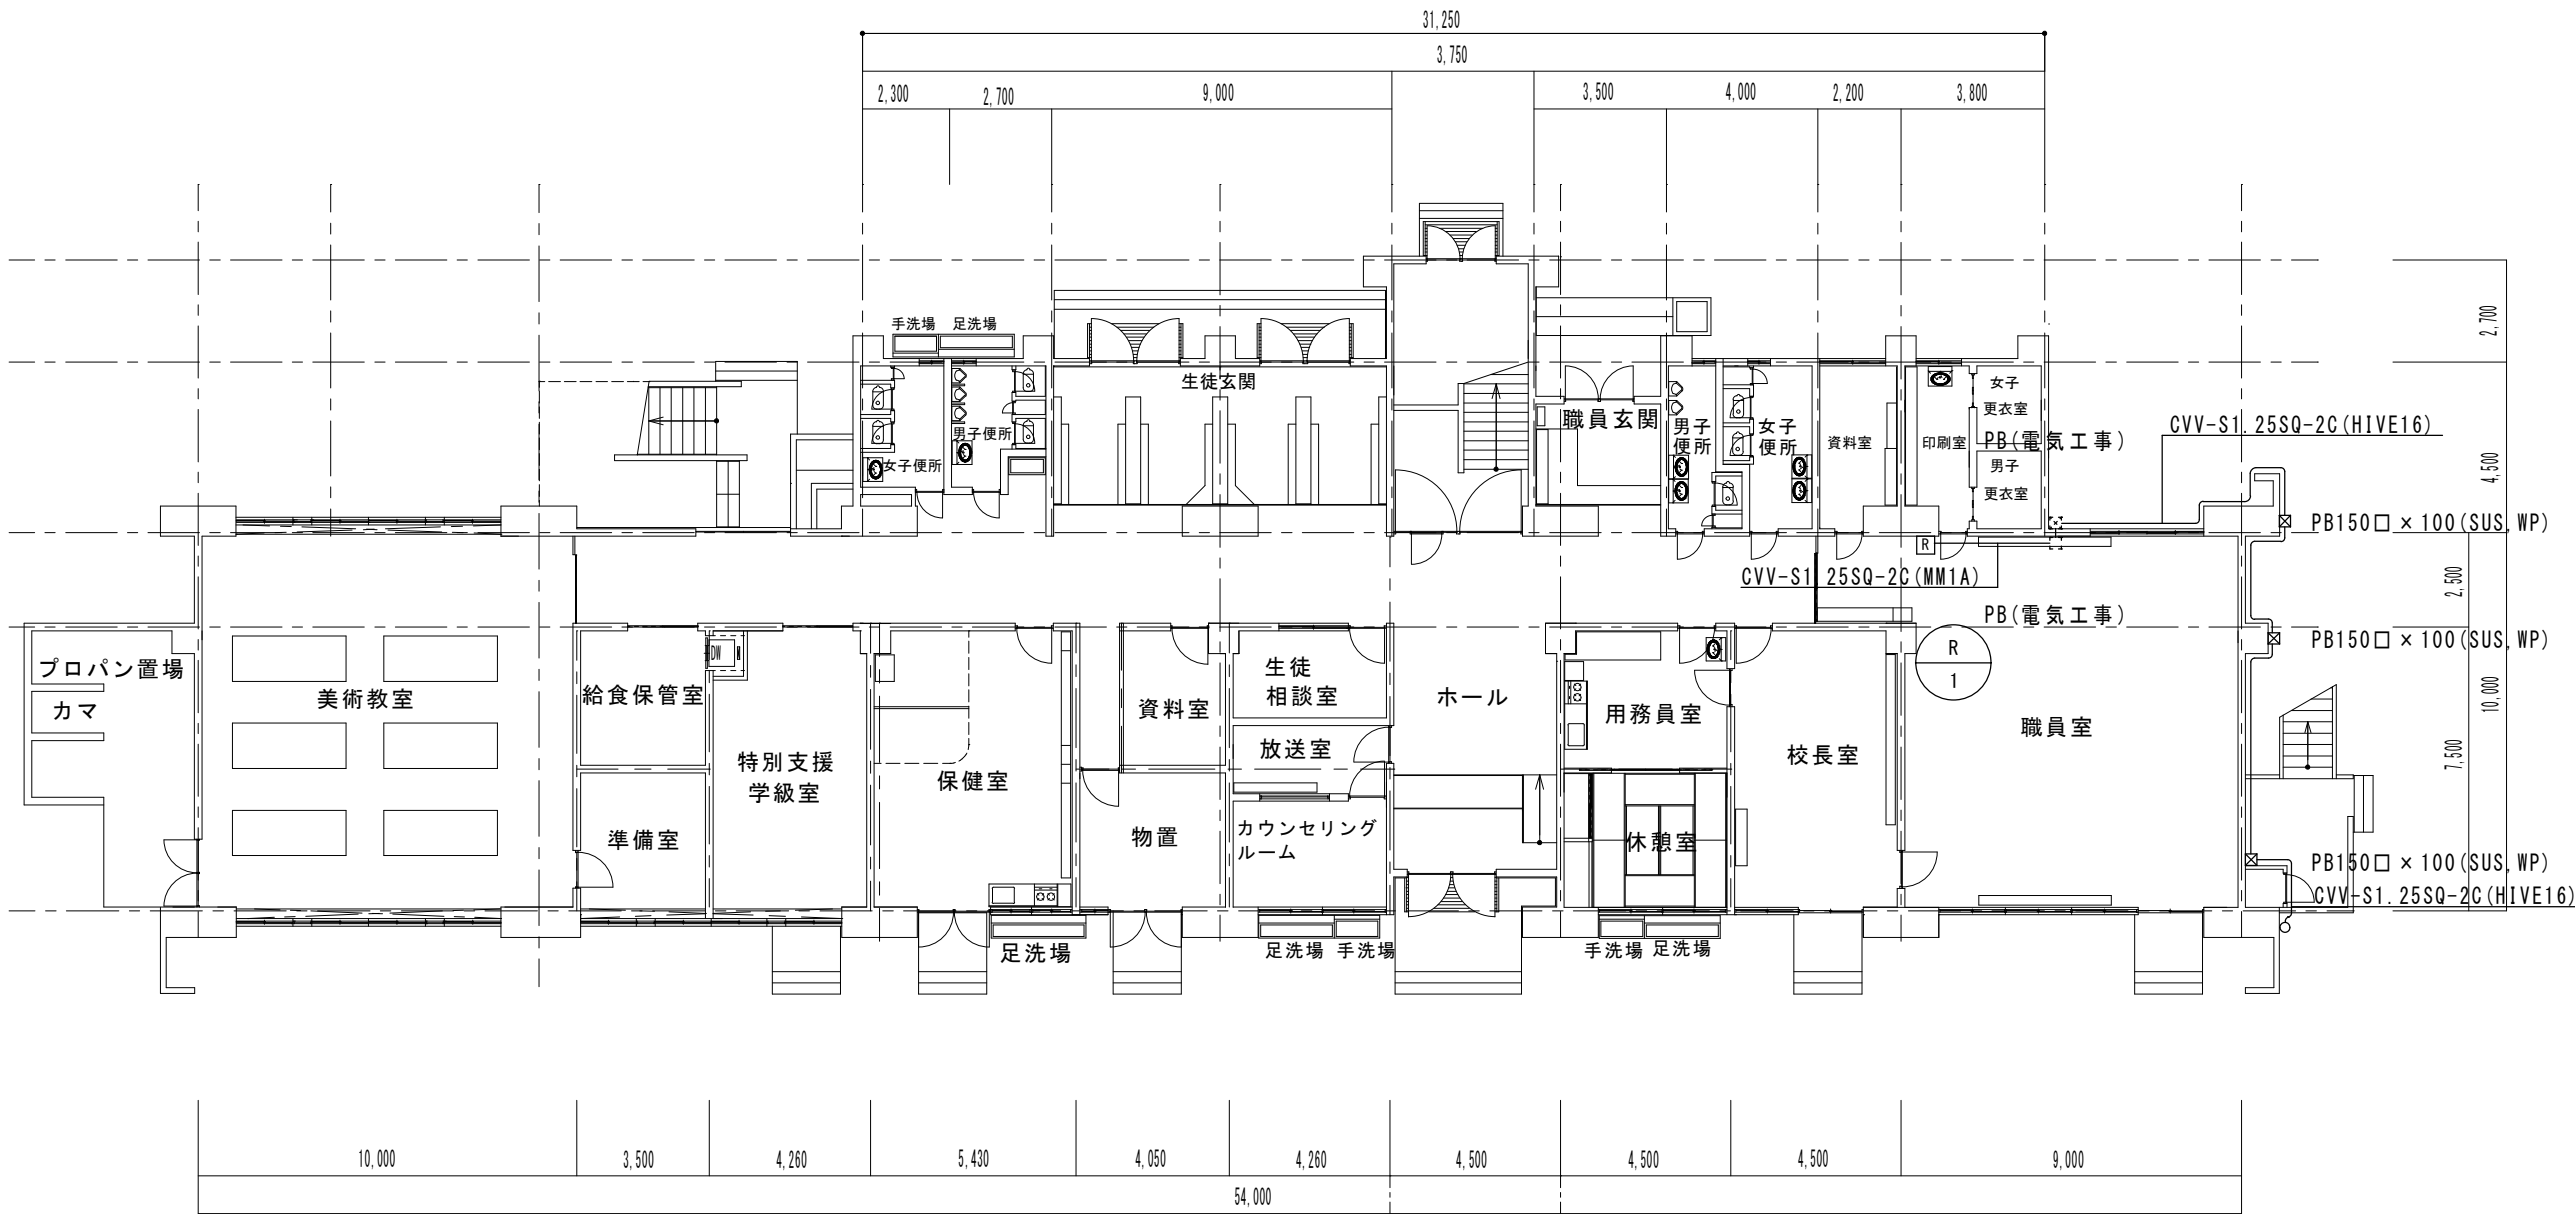 31,250
3,750
2,300
2,700
9,000
3,500
4,000
2,200
3,800
2,700
手洗場
足洗場
生徒玄関
女子
更衣室
職員玄関
男子便所
男子
便所
女子
便所
資料室
印刷室
PB(電気工事)
CVV-S1.25SQ-2C(HIVE16)
女子便所
男子
更衣室
4,500
PB150□×100(SUS,WP)
R
CVV-S1.25SQ-2C(MM1A)
2,500
PB(電気工事)
PB150□×100(SUS,WP)
R
1
DW
プロパン置場
カマ
美術教室
給食保管室
資料室
生徒
相談室
ホール
用務員室
職員室
10,000
放送室
校長室
7,500
特別支援
学級室
保健室
準備室
物置
カウンセリング
ルーム
休憩室
PB150□×100(SUS,WP)
CVV-S1.25SQ-2C(HIVE16)
足洗場
足洗場
手洗場
手洗場
足洗場
10,000
3,500
4,260
5,430
4,050
4,260
4,500
4,500
4,500
9,000
54,000